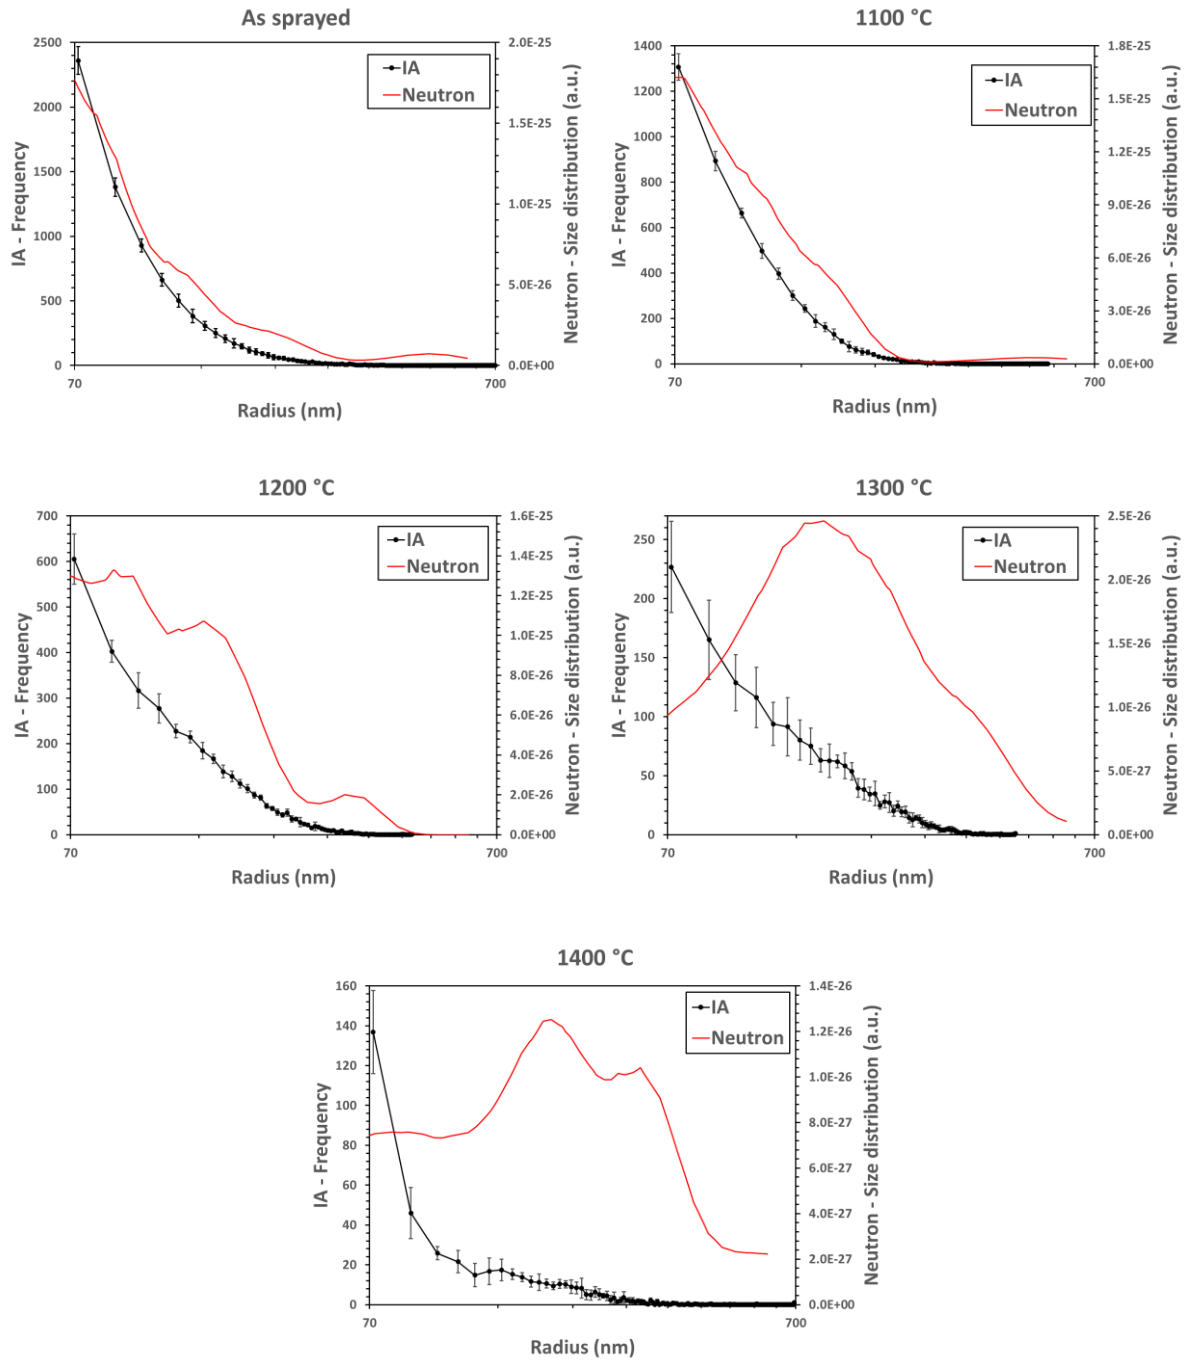 As sprayed
2500
2000
1500
1000
500
0
IA - Frequency
IA
Neutron
2.0E-25
1.5E-25
1.0E-25
5.0E-26
0.0E+00
Neutron - Size distribution (a.u.)
70
700
Radius (nm)
1100 °C
1400
1200
1000
800
600
400
200
0
IA - Frequency
IA
Neutron
1.8E-25
1.5E-25
1.2E-25
9.0E-26
6.0E-26
3.0E-26
0.0E+00
Neutron - Size distribution (a.u.)
70
700
Radius (nm)
1200 °C
700
600
500
400
300
200
100
0
IA - Frequency
IA
Neutron
1.6E-25
1.4E-25
1.2E-25
1.0E-25
8.0E-26
6.0E-26
4.0E-26
2.0E-26
0.0E+00
Neutron - Size distribution (a.u.)
70
700
Radius (nm)
1300 °C
250
200
150
100
50
0
IA - Frequency
IA
Neutron
2.5E-26
2.0E-26
1.5E-26
1.0E-26
5.0E-27
0.0E+00
Neutron - Size distribution (a.u.)
70
700
Radius (nm)
1400 °C
160
140
120
100
80
60
40
20
0
IA - Frequency
IA
Neutron
1.4E-26
1.2E-26
1.0E-26
8.0E-27
6.0E-27
4.0E-27
2.0E-27
0.0E+00
Neutron - Size distribution (a.u.)
70
700
Radius (nm)